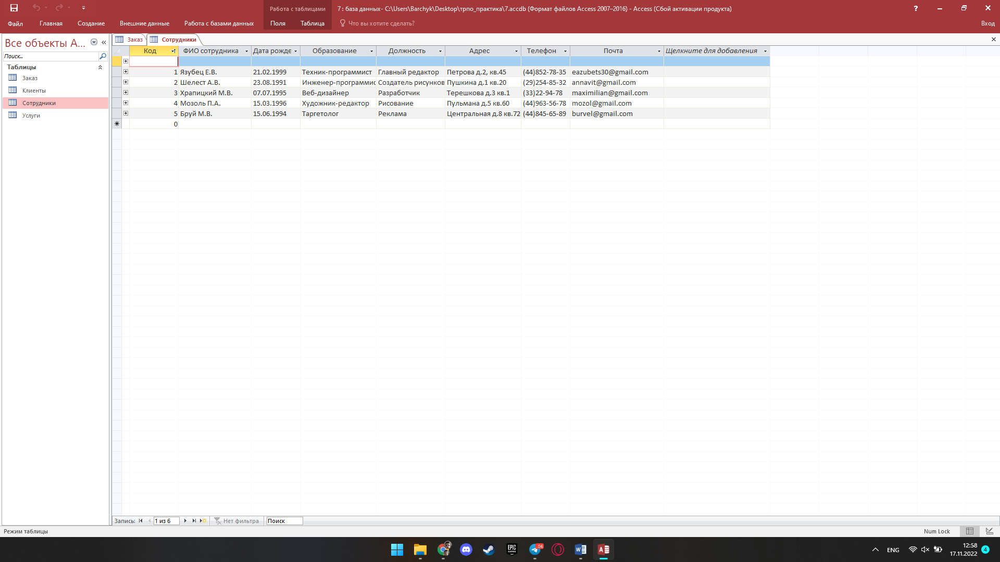 Работа с таблицами
7 : база данных- C:\Users\Barchyk\Desktop\трпо_практика\7.accdb (Формат файлов Access 2007–2016) - Access (Сбой активации продукта)
?
Файл Главная Создание Внешние данные Работа с базами данных Поля Таблица Что вы хотите сделать? Вход
Все объекты A...
Поиск...
Таблицы
Заказ
Клиенты
Сотрудники
Услуги
Заказ Сотрудники
Код ФИО сотрудника Дата рожде Образование Должность Адрес Телефон Почта Щелкните для добавления
1 Язубец Е.В. 21.02.1999 Техник-программист Главный редактор Петрова д.2, кв.45 (44)852-78-35 eazubets30@gmail.com
2 Шелест А.В. 23.08.1991 Инженер-программис Создатель рисунков Пушкина д.1 кв.20 (29)254-85-32 annavit@gmail.com
3 Храпицкий М.В. 07.07.1995 Веб-дизайнер Разработчик Терешкова д.3 кв.1 (33)22-94-78 maximilian@gmail.com
4 Мозоль П.А. 15.03.1996 Художник-редактор Рисование Пульмана д.5 кв.60 (44)963-56-78 mozol@gmail.com
5 Бруй М.В. 15.06.1994 Таргетолог Реклама Центральная д.8 кв.72 (44)845-65-89 burvel@gmail.com
0
Запись: 1 из 6 Нет фильтра Поиск
Режим таблицы
Num Lock
EPIC GAMES
.06
ENG
12:58
17.11.2022
4